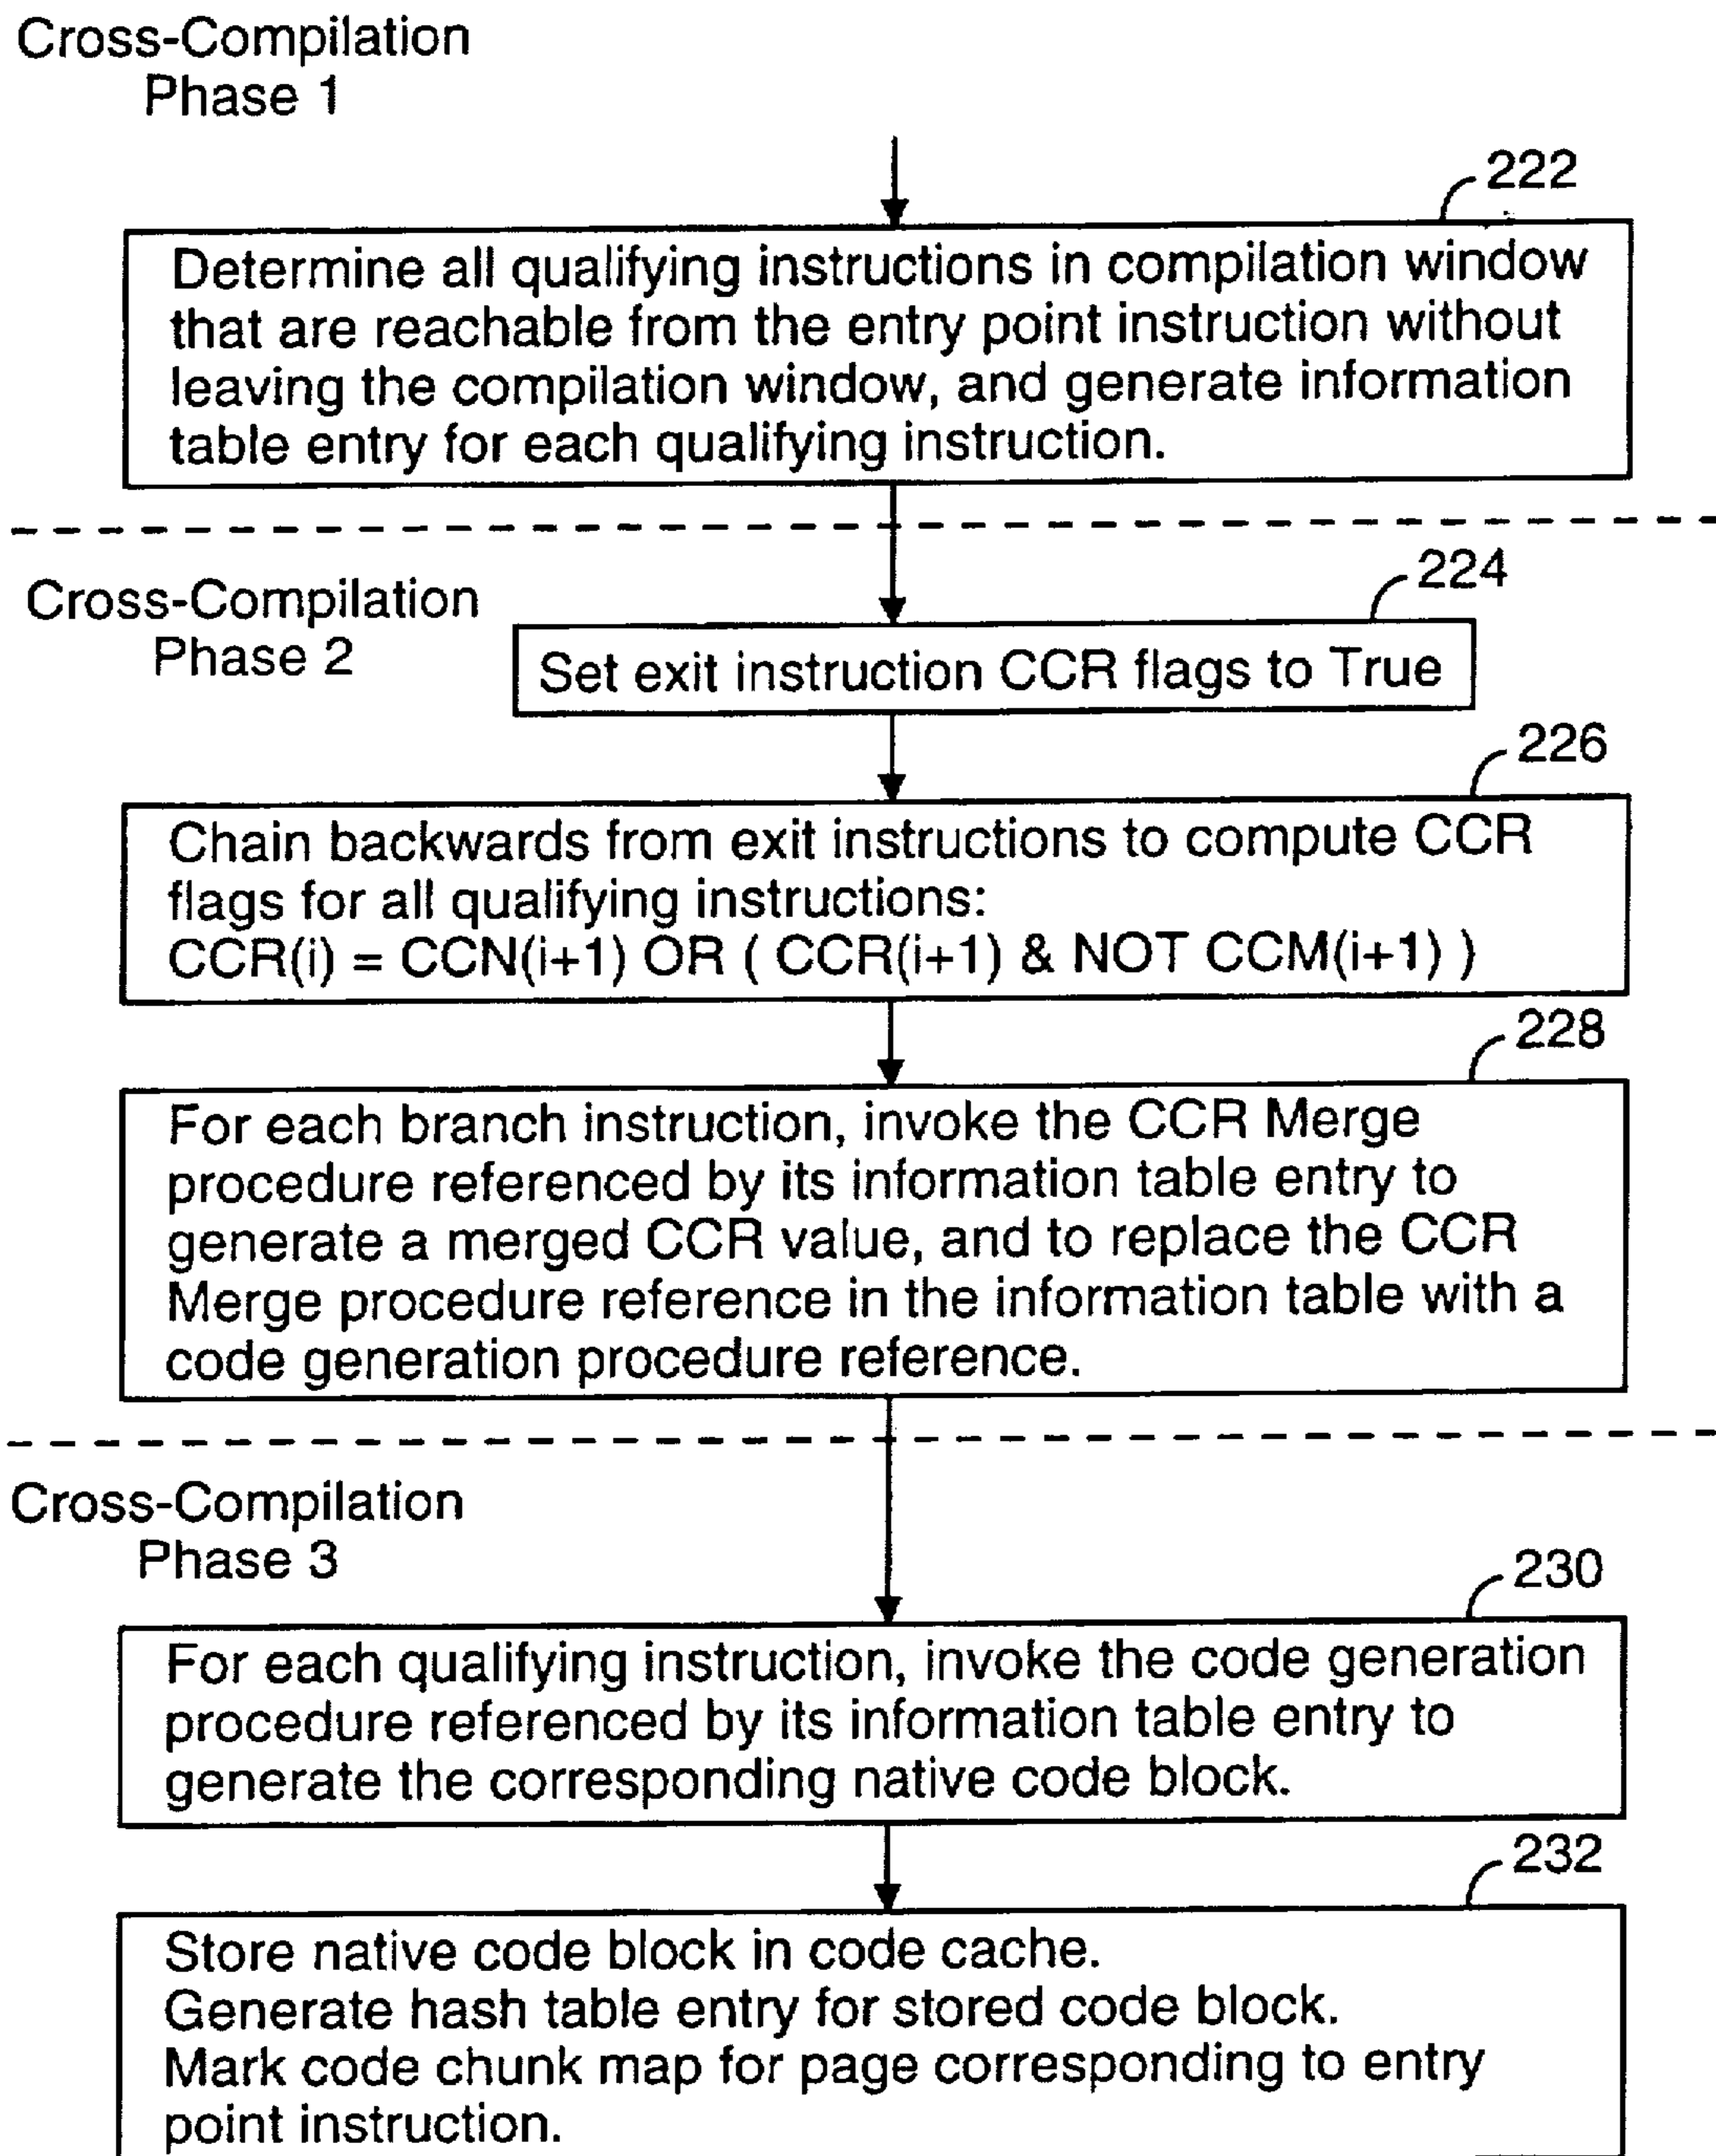 Cross-Compilation
Phase 1
222
Determine all qualifying instructions in compilation window
that are reachable from the entry point instruction without
leaving the compilation window, and generate information
table entry for each qualifying instruction.
Cross-Compilation
Phase 2
224
Set exit instruction CCR flags to True
226
Chain backwards from exit instructions to compute CCR
flags for all qualifying instructions:
CCR(i) = CCN(i+1) OR ( CCR(i+1) & NOT CCM(i+1) )
228
For each branch instruction, invoke the CCR Merge
procedure referenced by its information table entry to
generate a merged CCR value, and to replace the CCR
Merge procedure reference in the information table with a
code generation procedure reference.
Cross-Compilation
Phase 3
230
For each qualifying instruction, invoke the code generation
procedure referenced by its information table entry to
generate the corresponding native code block.
232
Store native code block in code cache.
Generate hash table entry for stored code block.
Mark code chunk map for page corresponding to entry
point instruction.